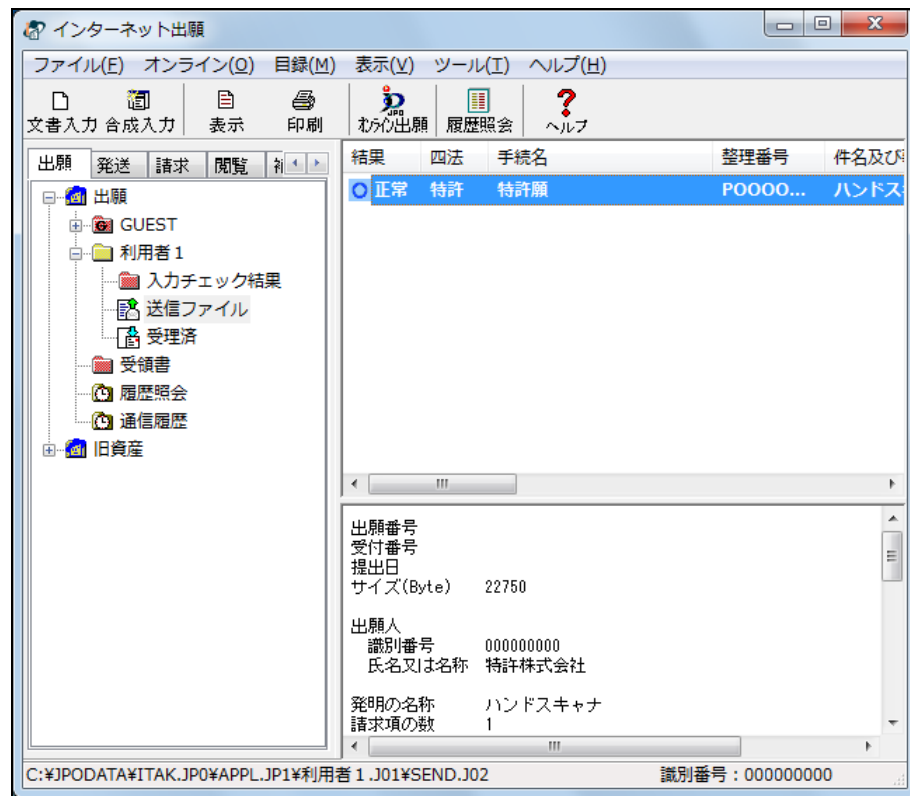 インターネット出願
ファイル(F) オンライン(O) 目録(M) 表示(V) ツール(T) ヘルプ(H)
文書入力 合成入力 表示 印刷 オンライン出願 履歴照会 ヘルプ
出願 発送 請求 閲覧
結果 四法 手続名 整理番号 件名及び
正常 特許 特許願 POOOO... ハンドス
出願
GUEST
利用者1
入力チェック結果
送信ファイル
受理済
受領書
履歴照会
通信履歴
旧資産
出願番号
受付番号
提出日
サイズ(Byte) 22750
出願人
識別番号 000000000
氏名又は名称 特許株式会社
発明の名称 ハンドスキャナ
請求項の数 1
C:¥JPODATA¥ITAK.JP0¥APPL.JP1¥利用者1.J01¥SEND.J02 識別番号:000000000